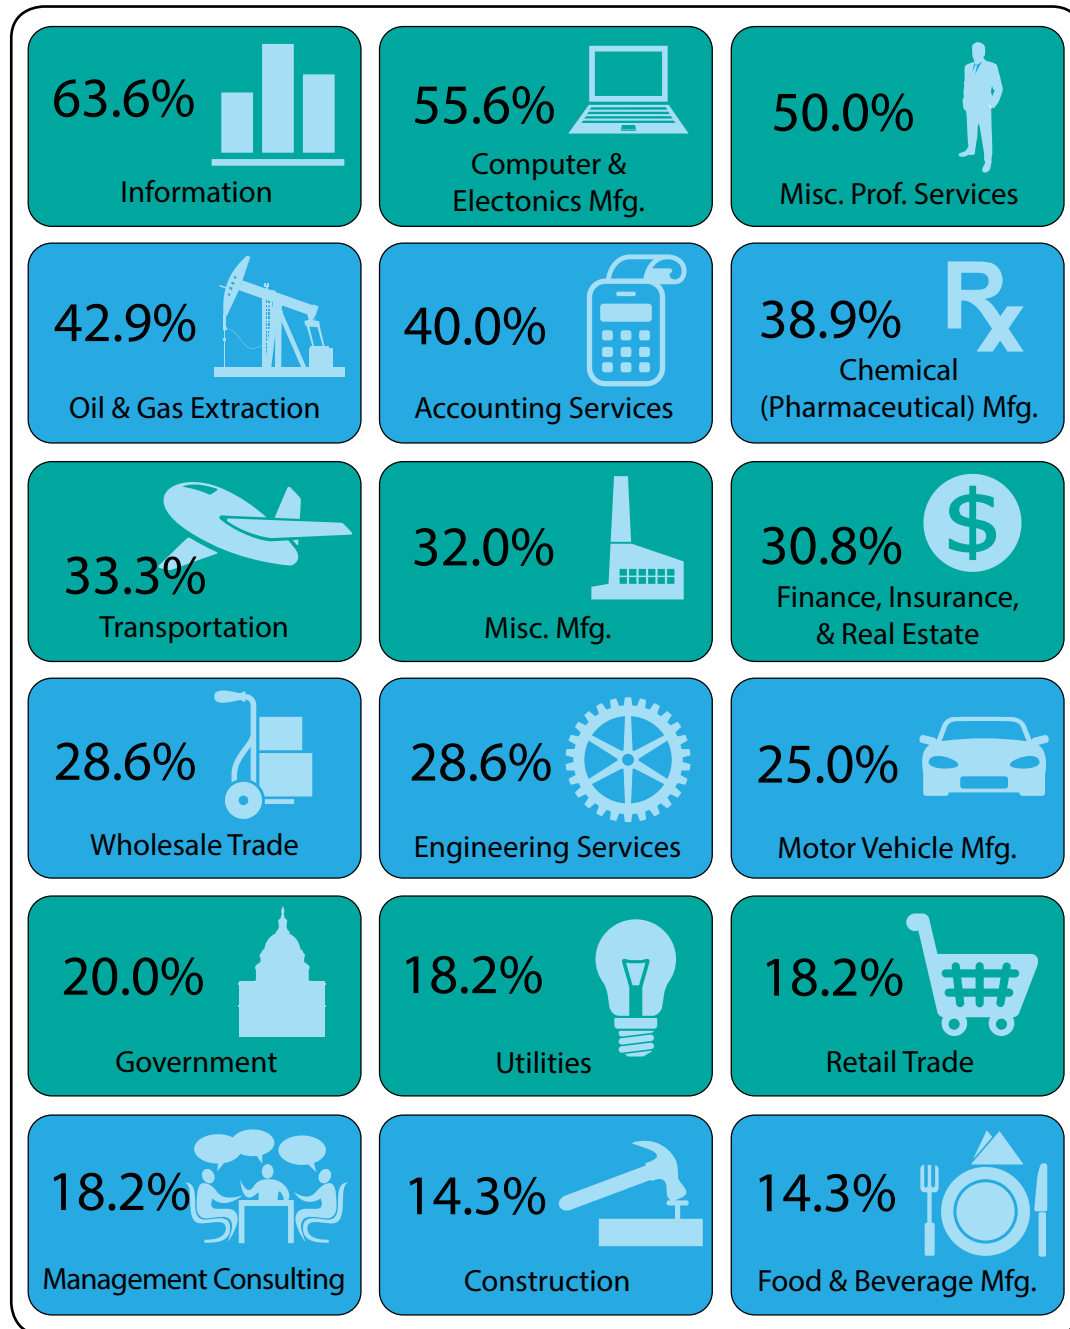 63.6%
Information
55.6%
Computer &
Electonics Mfg.
50.0%
Misc. Prof. Services
42.9%
Oil & Gas Extraction
40.0%
Accounting Services
Rx
38.9%
Chemical
(Pharmaceutical) Mfg.
33.3%
Transportation
32.0%
Misc. Mfg.
$
30.8%
Finance, Insurance,
& Real Estate
28.6%
Wholesale Trade
28.6%
Engineering Services
25.0%
Motor Vehicle Mfg.
20.0%
Government
18.2%
Utilities
18.2%
Retail Trade
18.2%
Management Consulting
14.3%
Construction
14.3%
Food & Beverage Mfg.